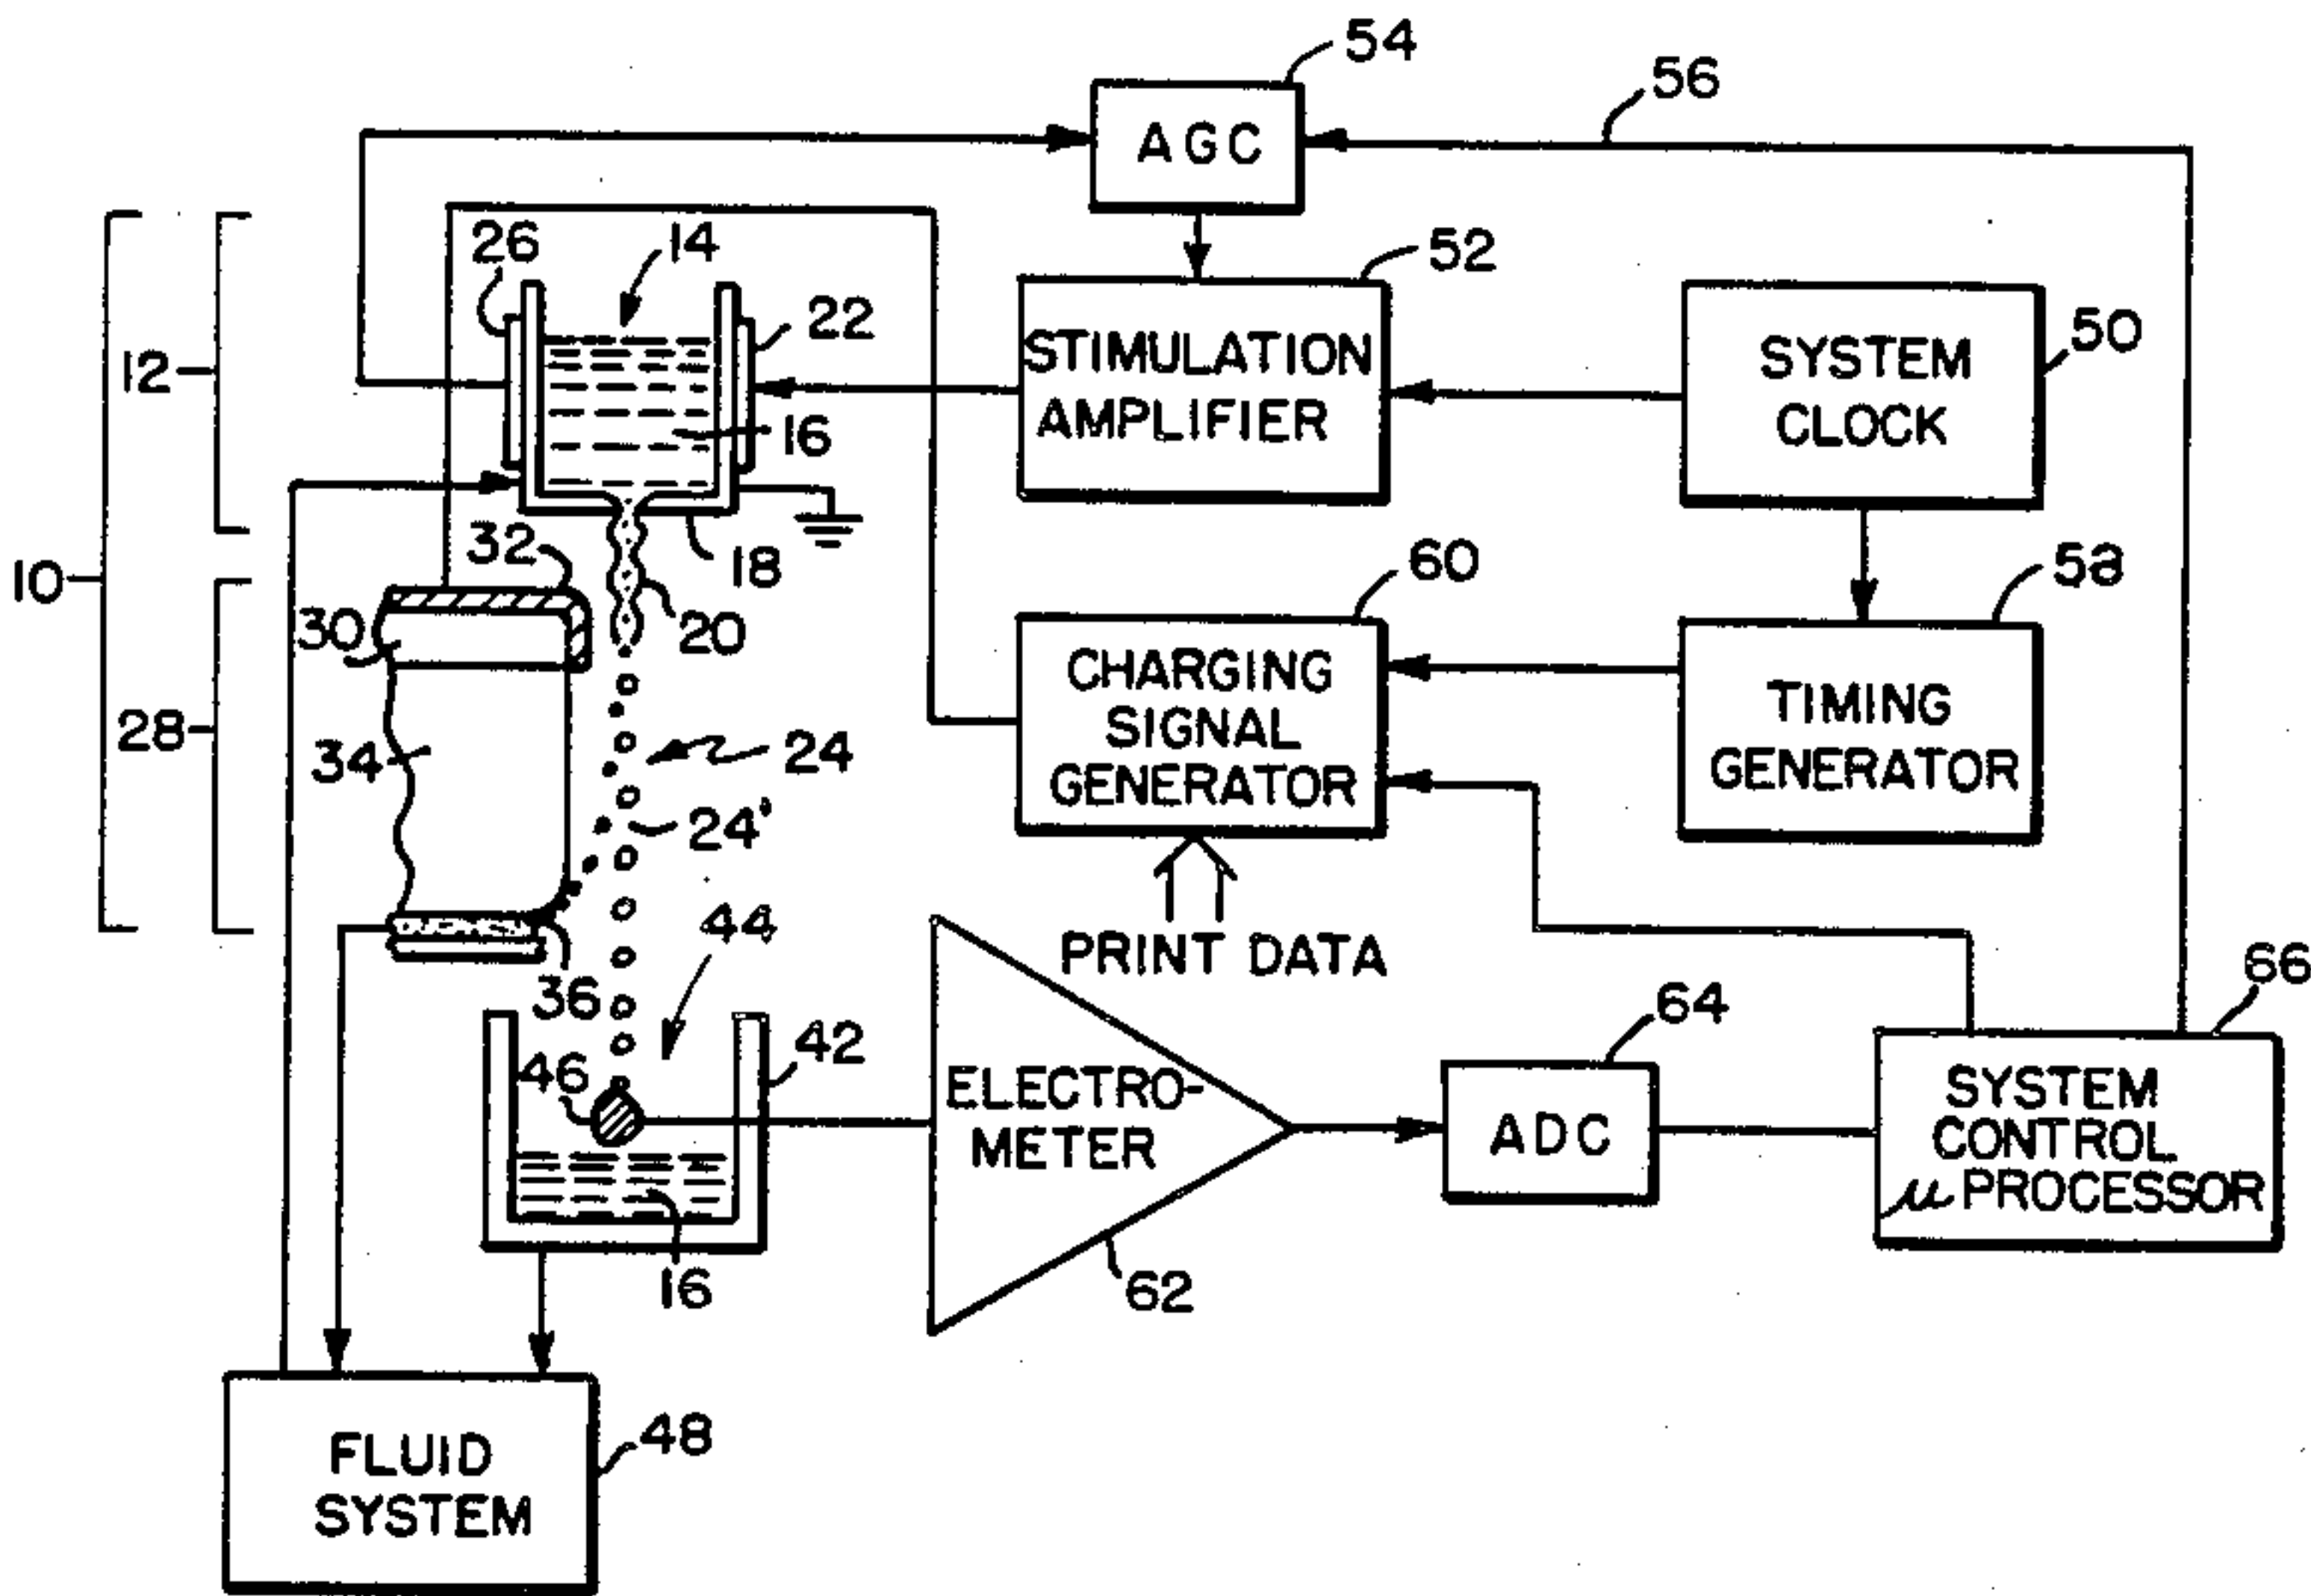 54
56
AGC
26
14
52
22
12
STIMULATION
AMPLIFIER
SYSTEM
CLOCK
50
16
32
18
60
58
10
30
20
CHARGING
SIGNAL
GENERATOR
TIMING
GENERATOR
28
34
24
24'
44
PRINT DATA
36
64
66
42
46
ELECTRO-
METER
ADC
SYSTEM
CONTROL
μPROCESSOR
16
62
FLUID
SYSTEM
48